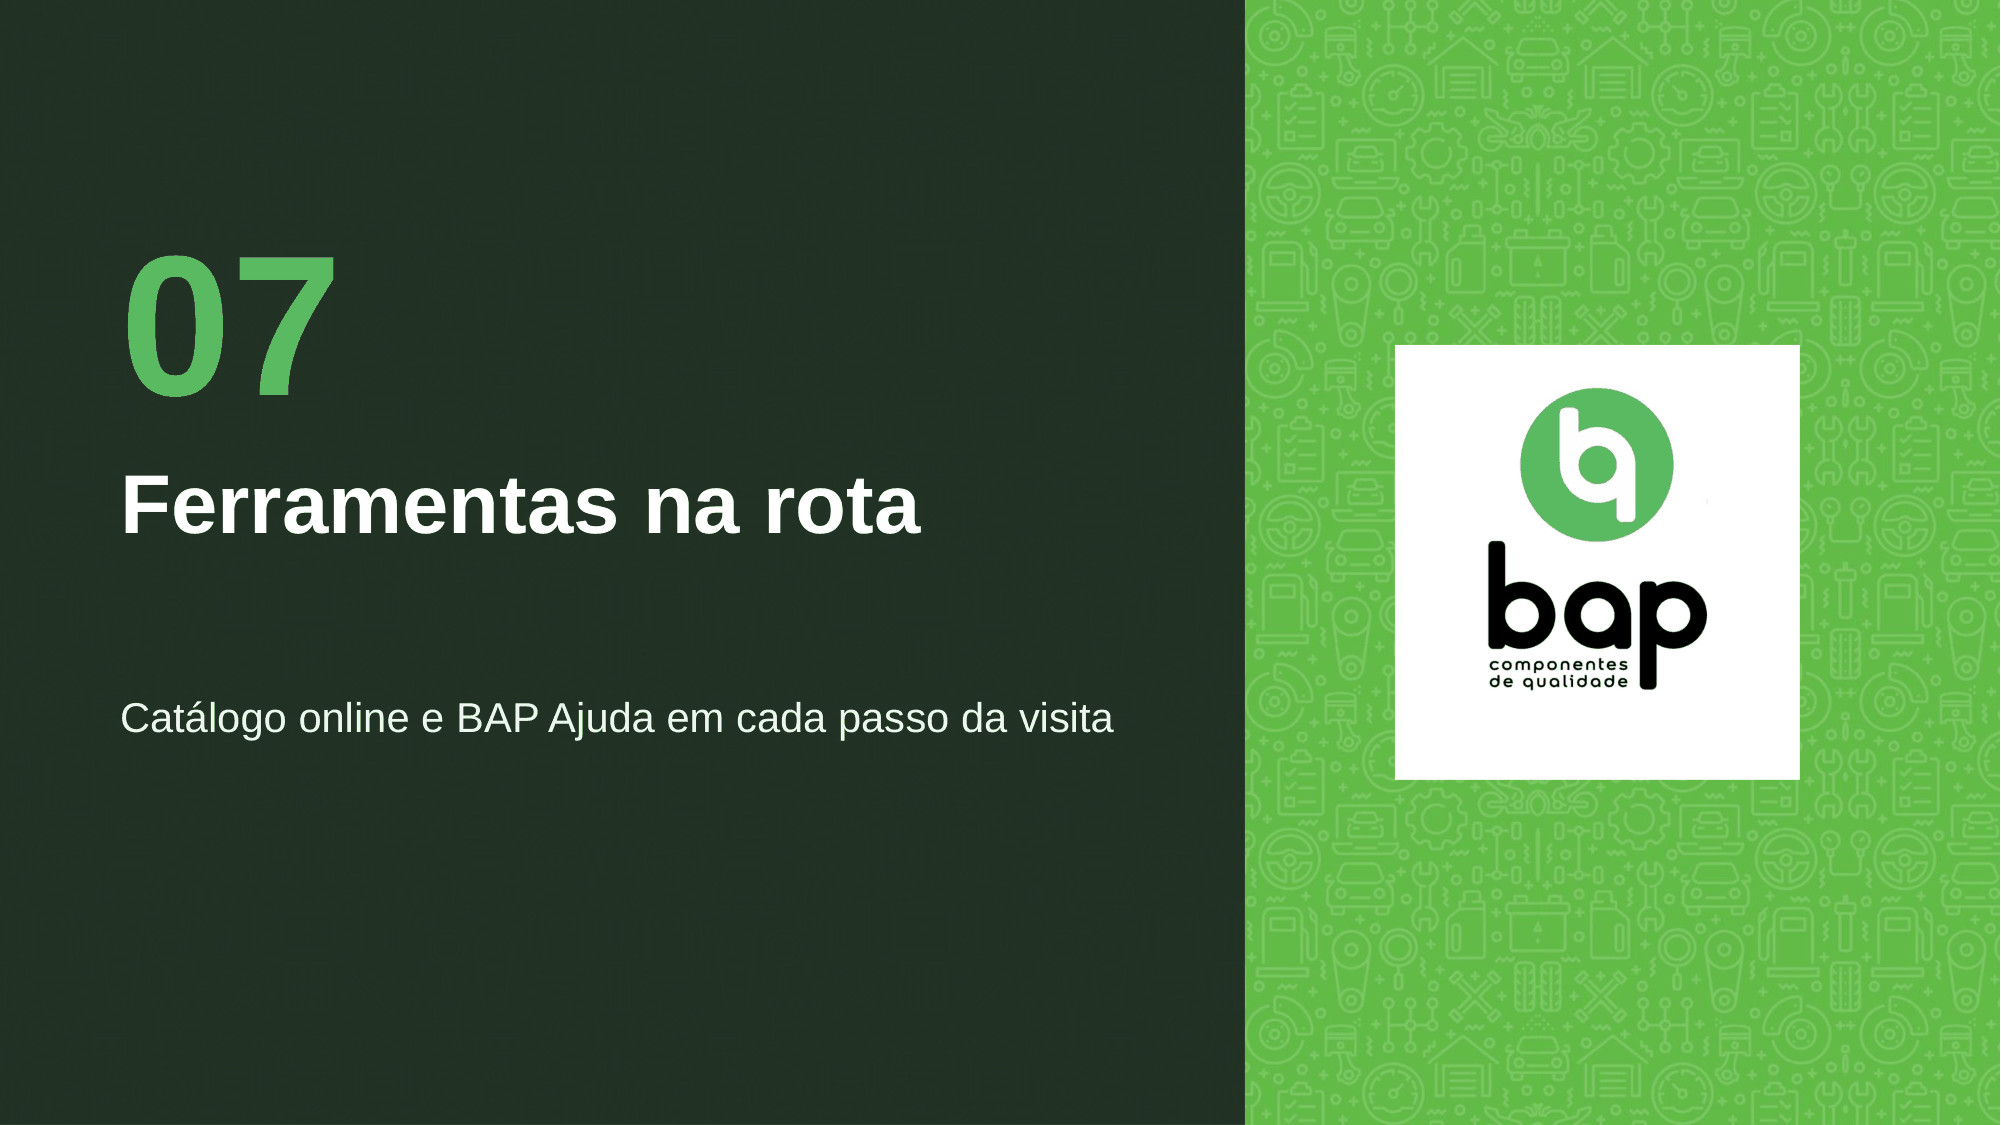 07
Ferramentas na rota
Catálogo online e BAP Ajuda em cada passo da visita
bap
componentes
de qualidade